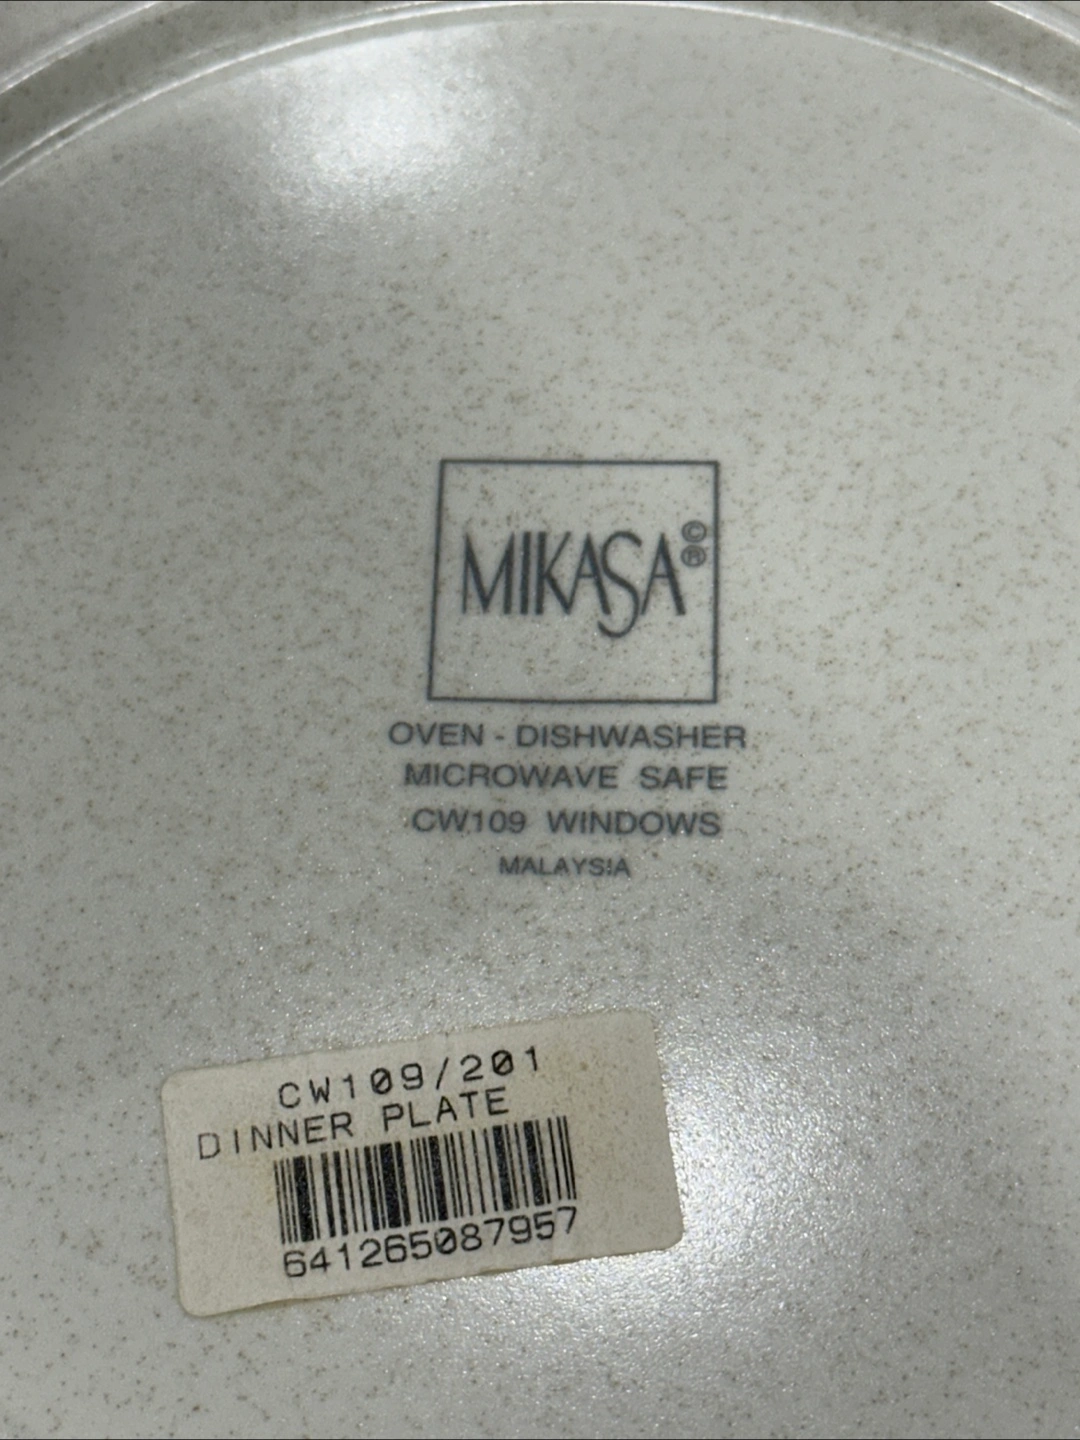 MIKASA©®
OVEN - DISHWASHER
MICROWAVE SAFE
CW109 WINDOWS
MALAYSIA
CW109/201
DINNER PLATE
641265087957